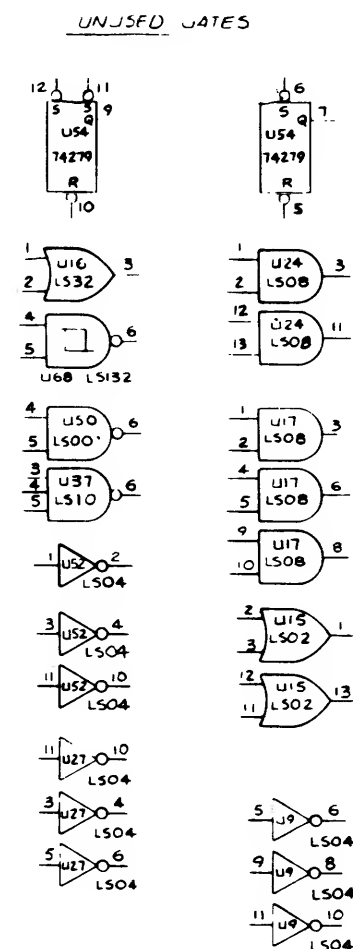 UNUSED GATES
12 11
S S 9
Q
U54
74279
R
10
6
S 7
Q
U54
74279
R
5
1 U16 3
2 LS32
4 6
5
U68 LS132
4 U50 6
5 LS00
3 U37
4 LS10 6
5
1 U52 2
LS04
3 U52 4
LS04
11 U52 10
LS04
11 U27 10
LS04
3 U27 4
LS04
5 U27 6
LS04
1 U24 3
2 LS08
12 U24 11
13 LS08
1 U17 3
2 LS08
4 U17 6
5 LS08
9 U17 8
10 LS08
2 U15 1
3 LS02
12 U15 13
11 LS02
5 U9 6
LS04
9 U9 8
LS04
11 U9 10
LS04